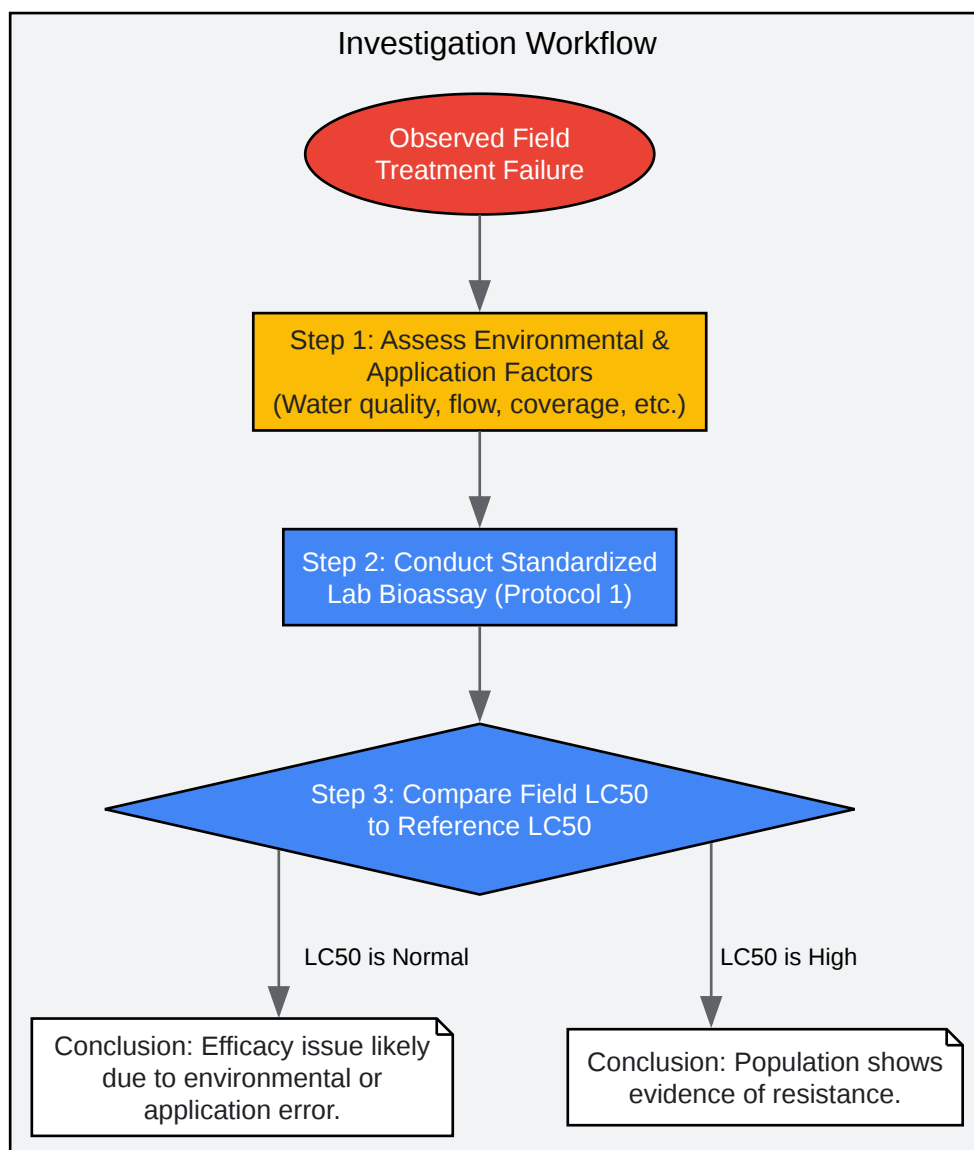 Investigation Workflow
Observed Field
Treatment Failure
Step 1: Assess Environmental &
Application Factors
(Water quality, flow, coverage, etc.)
Step 2: Conduct Standardized
Lab Bioassay (Protocol 1)
Step 3: Compare Field LC50
to Reference LC50
LC50 is Normal
LC50 is High
Conclusion: Efficacy issue likely
due to environmental or
application error.
Conclusion: Population shows
evidence of resistance.